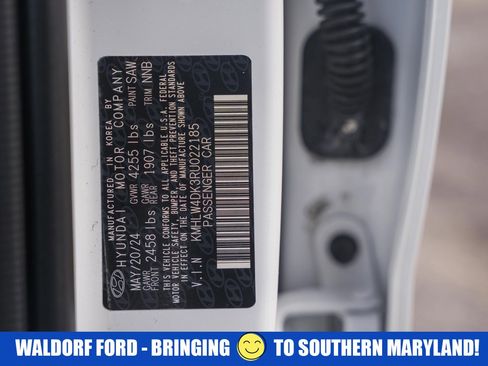 MANUFACTURED IN KOREA BY
HYUNDAI MOTOR COMPANY
MAY/20/24 GVWR 4255 lbs PAINT SAW
GAWR FRONT 2458 lbs GAWR REAR 1907 lbs TRIM NNB
THIS VEHICLE CONFORMS TO ALL APPLICABLE U.S.A. FEDERAL
MOTOR VEHICLE SAFETY, BUMPER, AND THEFT PREVENTION STANDARDS
IN EFFECT ON THE DATE OF MANUFACTURE SHOWN ABOVE.
V.I.N KMHLW4DK3RU022185
PASSENGER CAR
WALDORF FORD - BRINGING TO SOUTHERN MARYLAND!